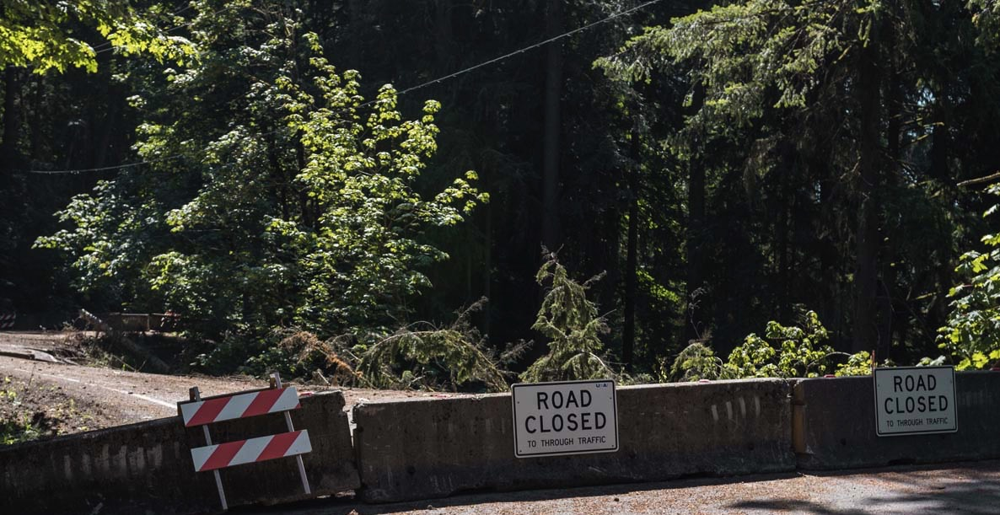 ROAD
CLOSED
TO THROUGH TRAFFIC
ROAD
CLOSED
TO THROUGH TRAFFIC